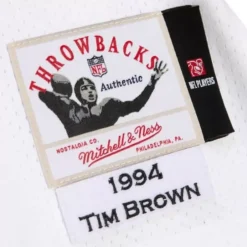 THROWBACKS
NFL
Authentic
NFL PLAYERS
NOSTALGIA CO.
PHILADELPHIA, PA.
Mitchell & Ness
1994
TIM BROWN